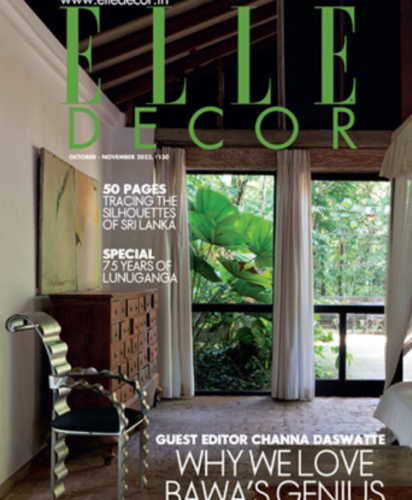 www.elledecor.in
ELLE
DECOR
OCTOBER - NOVEMBER 2023, ₹150
50 PAGES
TRACING THE
SILHOUETTES
OF SRI LANKA
SPECIAL
75 YEARS OF
LUNUGANGA
GUEST EDITOR CHANNA DASWATTE
WHY WE LOVE
BAWA'S GENIUS